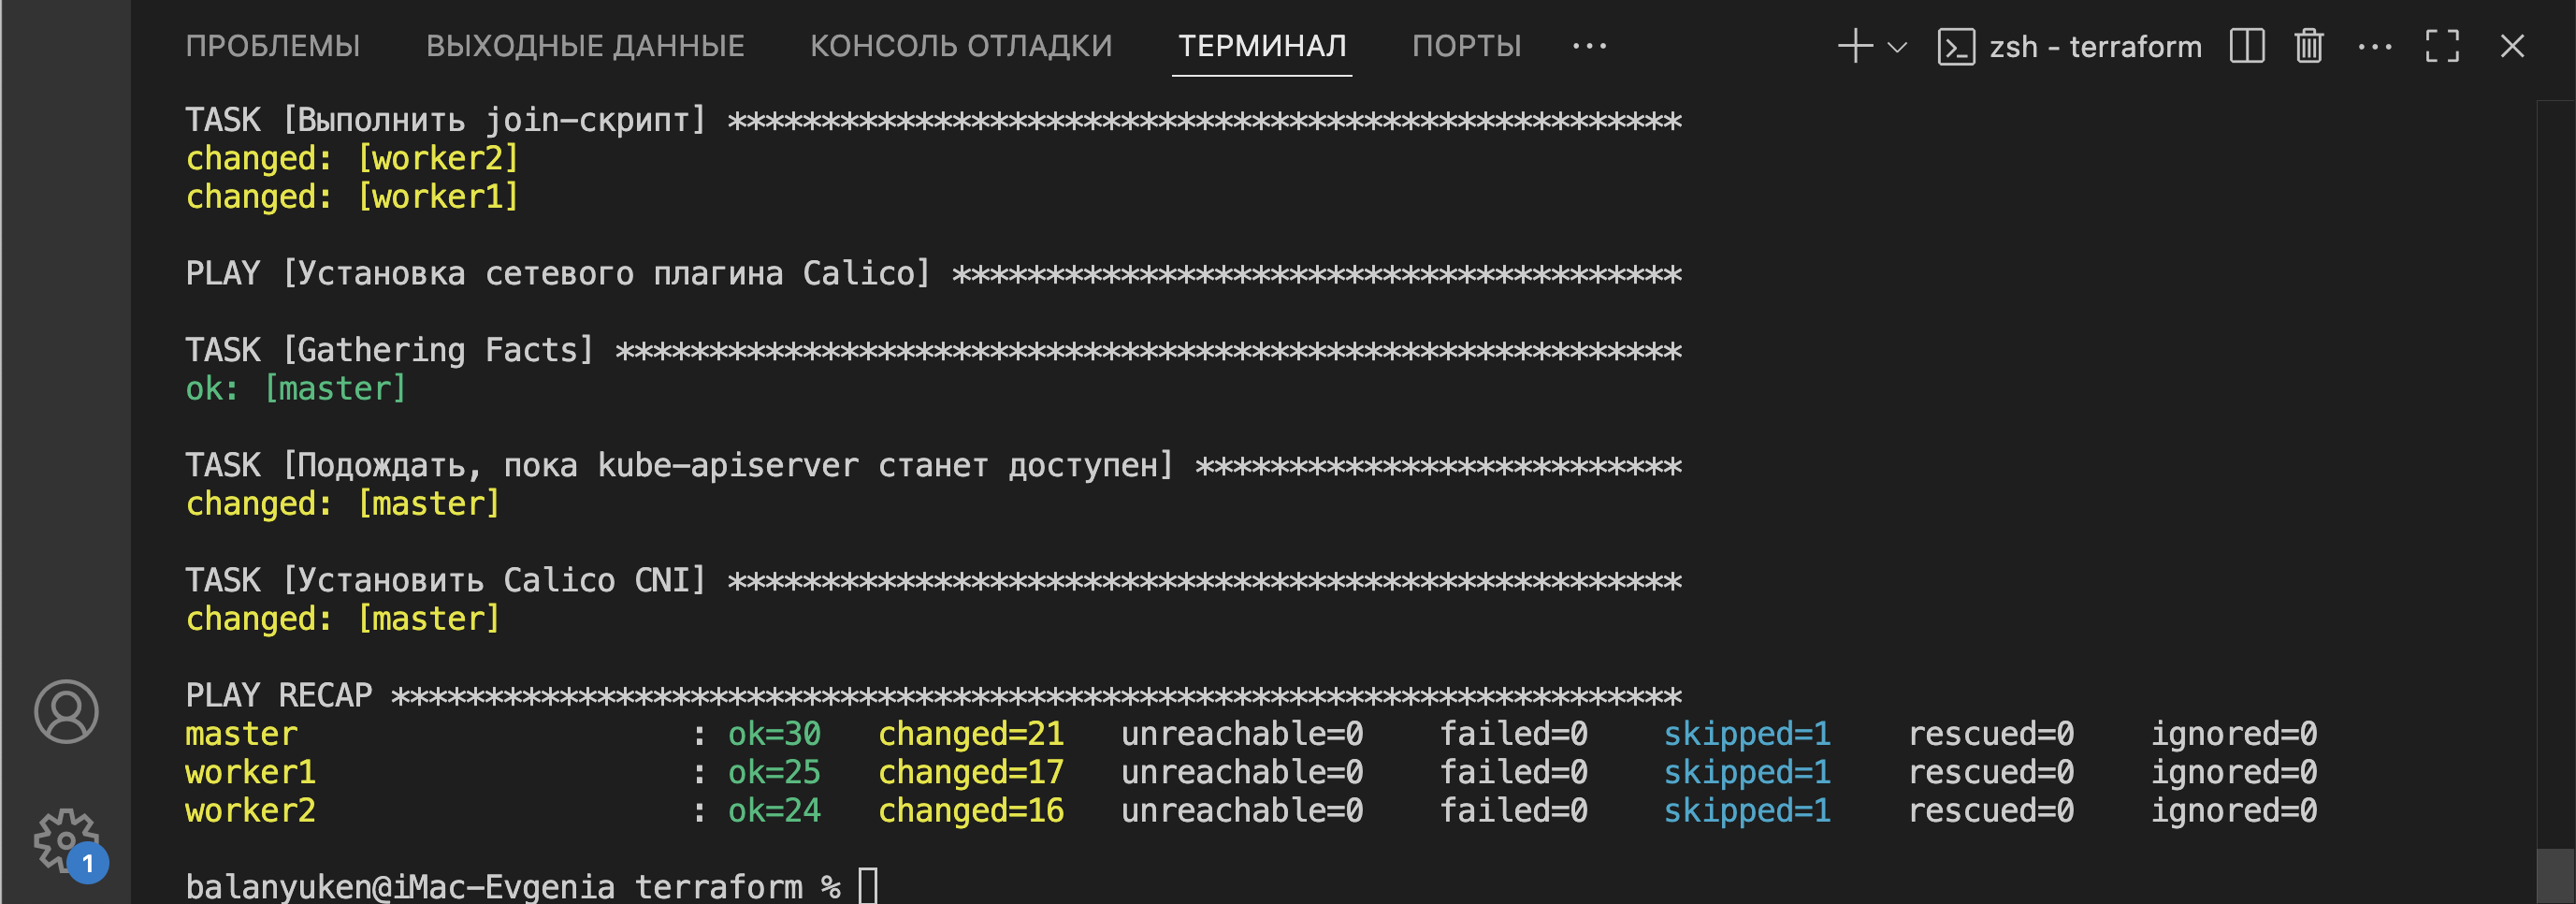 ПРОБЛЕМЫ ВЫХОДНЫЕ ДАННЫЕ КОНСОЛЬ ОТЛАДКИ ТЕРМИНАЛ ПОРТЫ ··· zsh - terraform ···
TASK [Выполнить join-скрипт] ***************************************************
changed: [worker2]
changed: [worker1]
PLAY [Установка сетевого плагина Calico] ***************************************
TASK [Gathering Facts] *********************************************************
ok: [master]
TASK [Подождать, пока kube-apiserver станет доступен] **************************
changed: [master]
TASK [Установить Calico CNI] ***************************************************
changed: [master]
PLAY RECAP *********************************************************************
master : ok=30 changed=21 unreachable=0 failed=0 skipped=1 rescued=0 ignored=0
worker1 : ok=25 changed=17 unreachable=0 failed=0 skipped=1 rescued=0 ignored=0
worker2 : ok=24 changed=16 unreachable=0 failed=0 skipped=1 rescued=0 ignored=0
1
balanyuken@iMac-Evgenia terraform %